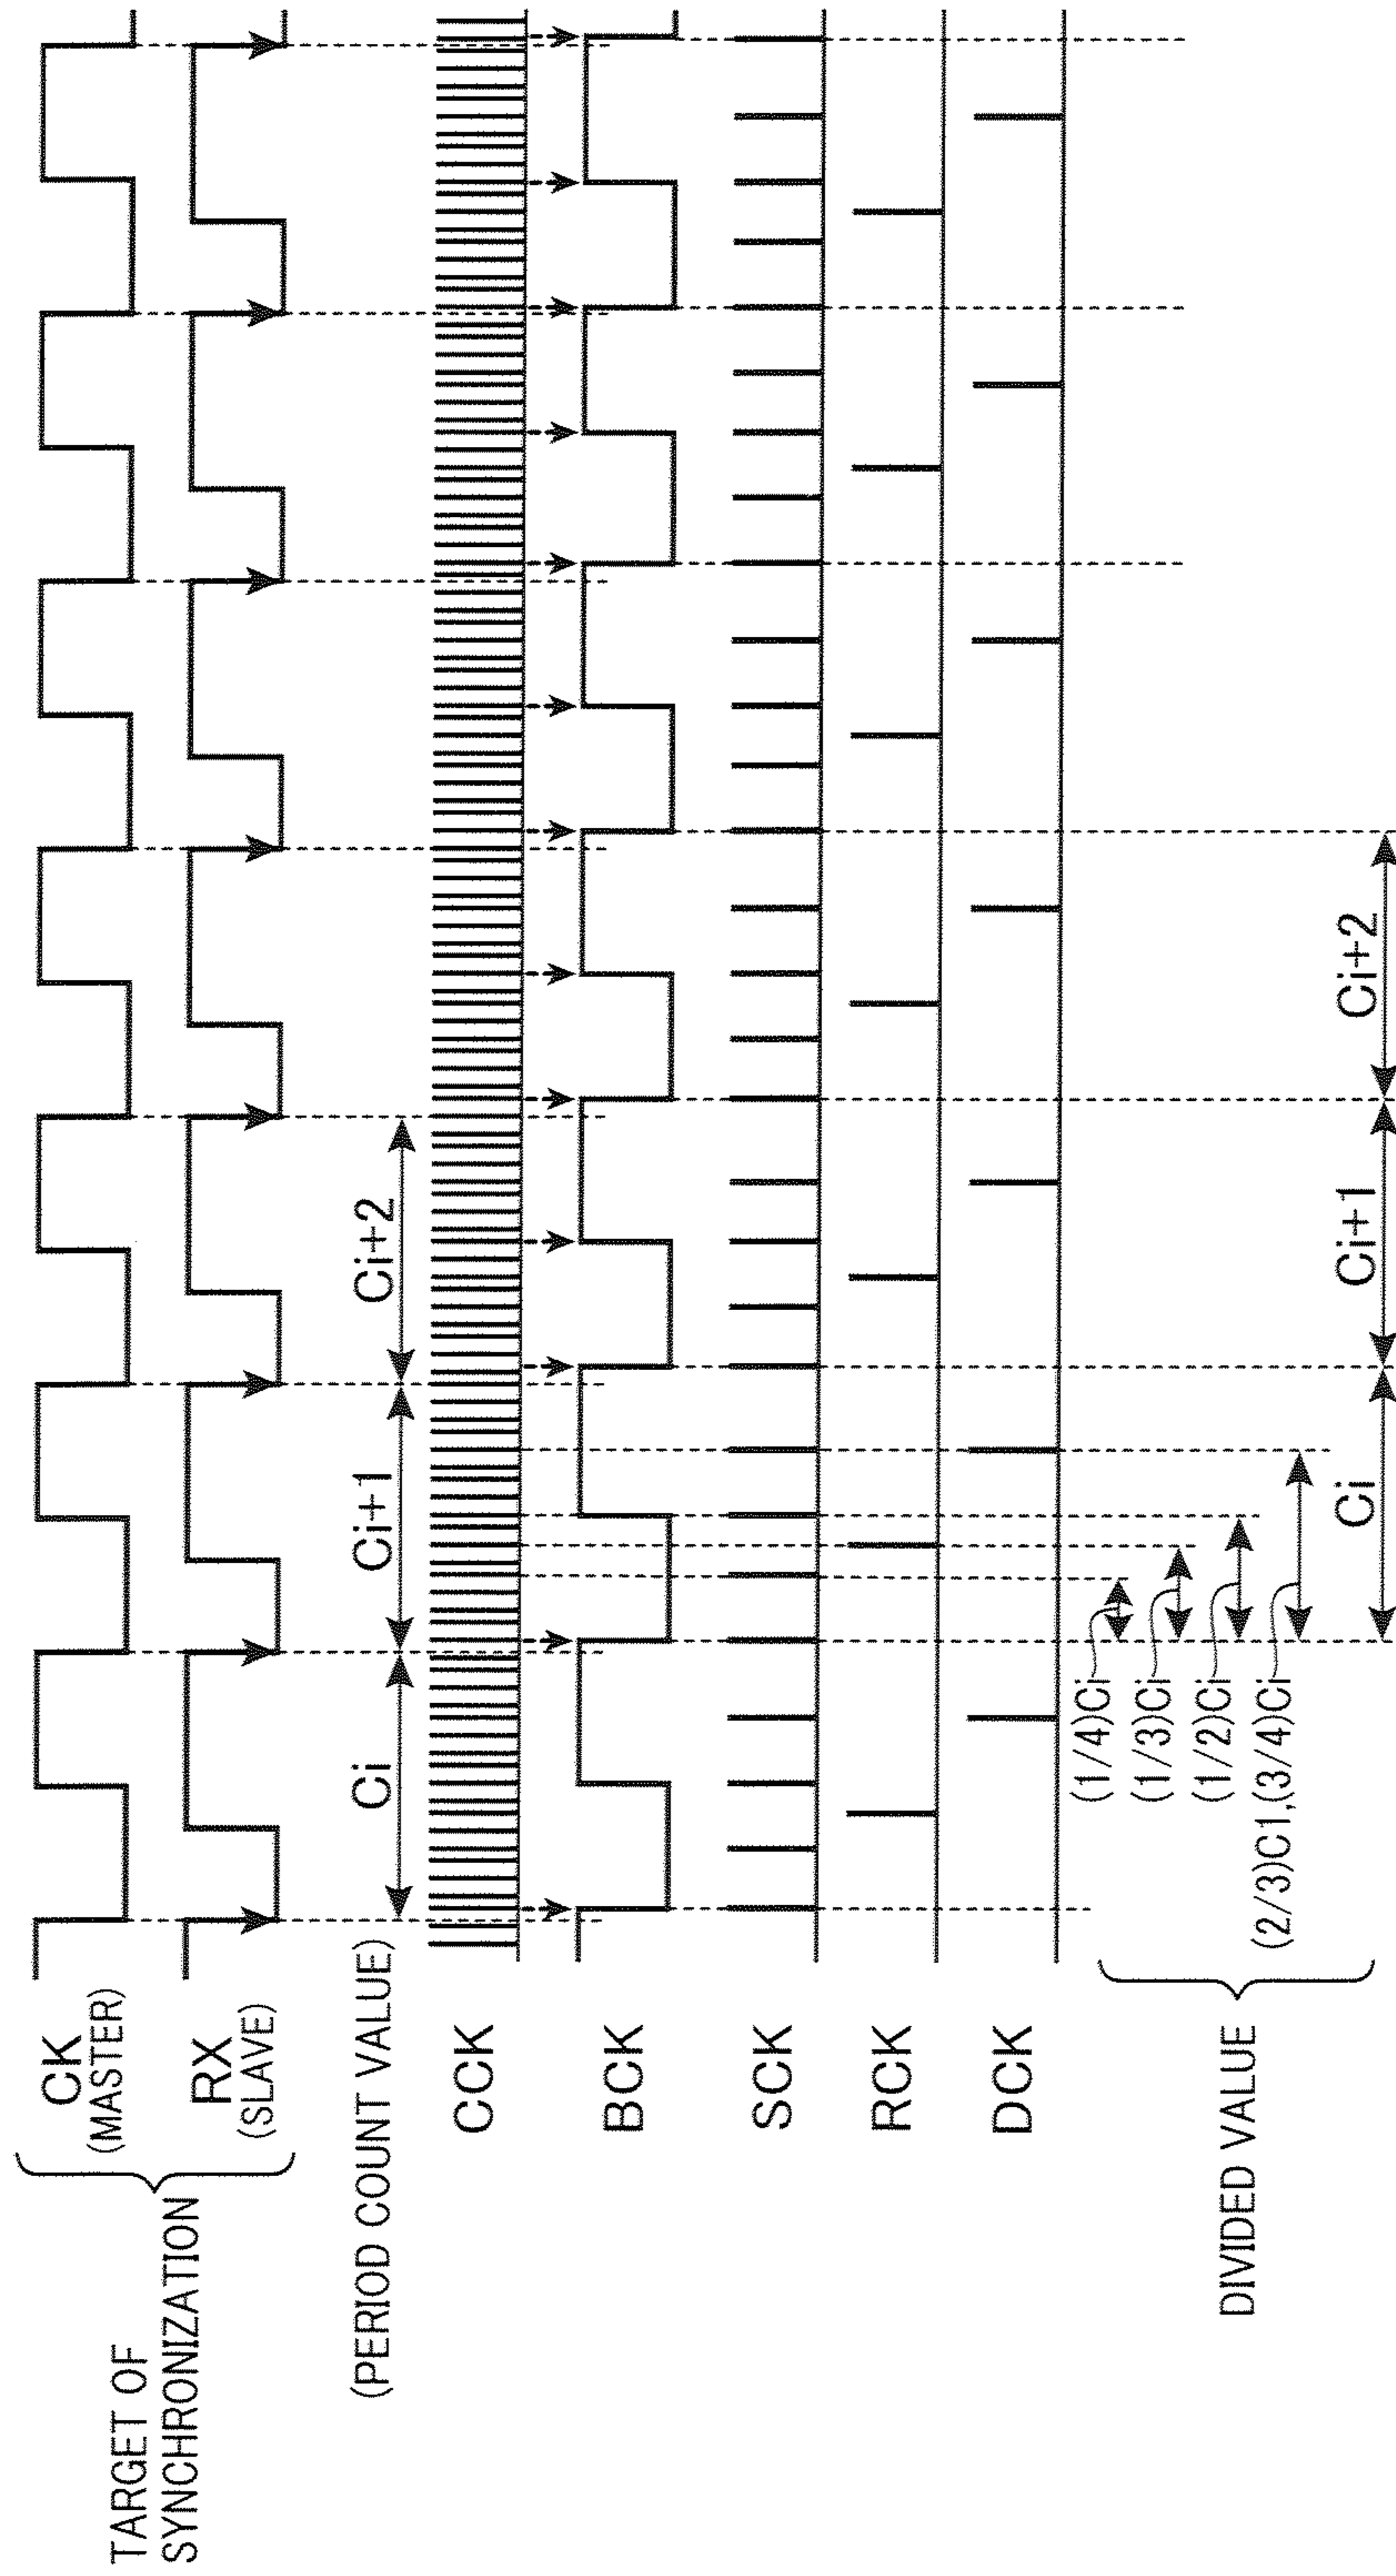 TARGET OF
SYNCHRONIZATION
CK
(MASTER)
RX
(SLAVE)
(PERIOD COUNT VALUE)
Ci
Ci+1
Ci+2
CCK
BCK
SCK
RCK
DCK
DIVIDED VALUE
(1/4)Ci
(1/3)Ci
(1/2)Ci
(2/3)C1,(3/4)Ci
Ci
Ci+1
Ci+2